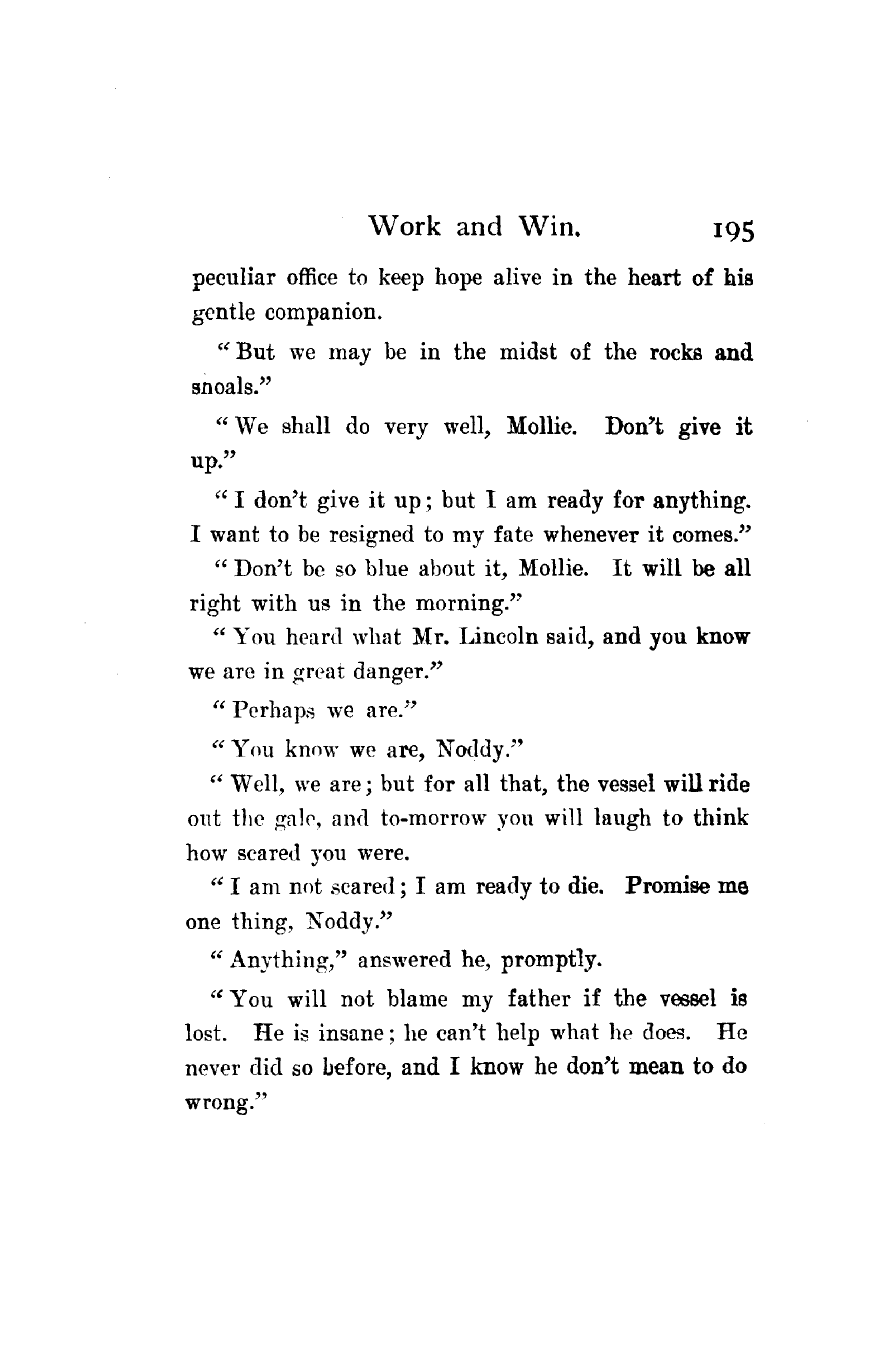 Work and Win. 195
peculiar office to keep hope alive in the heart of his
gentle companion.
“But we may be in the midst of the rocks and
snoals.”
“We shall do very well, Mollie. Don’t give it
up.”
“I don’t give it up; but I am ready for anything.
I want to be resigned to my fate whenever it comes.”
“Don’t be so blue about it, Mollie. It will be all
right with us in the morning.”
“You heard what Mr. Lincoln said, and you know
we are in great danger.”
“Perhaps we are.”
“You know we are, Noddy.”
“Well, we are; but for all that, the vessel will ride
out the gale, and to-morrow you will laugh to think
how scared you were.
“I am not scared; I am ready to die. Promise me
one thing, Noddy.”
“Anything,” answered he, promptly.
“You will not blame my father if the vessel is
lost. He is insane; he can’t help what he does. He
never did so before, and I know he don’t mean to do
wrong.”